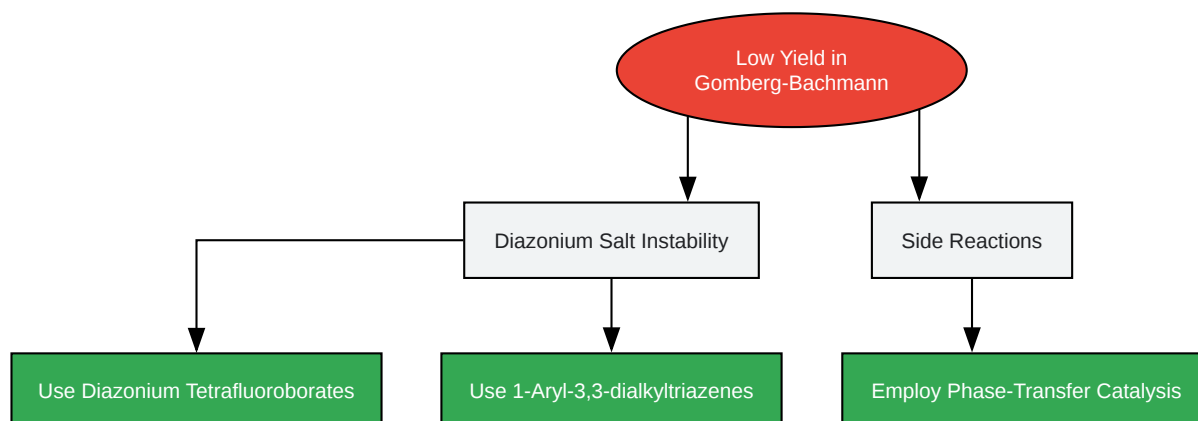 Low Yield in
Gomberg-Bachmann
Diazonium Salt Instability
Side Reactions
Use Diazonium Tetrafluoroborates
Use 1-Aryl-3,3-dialkyltriazenes
Employ Phase-Transfer Catalysis